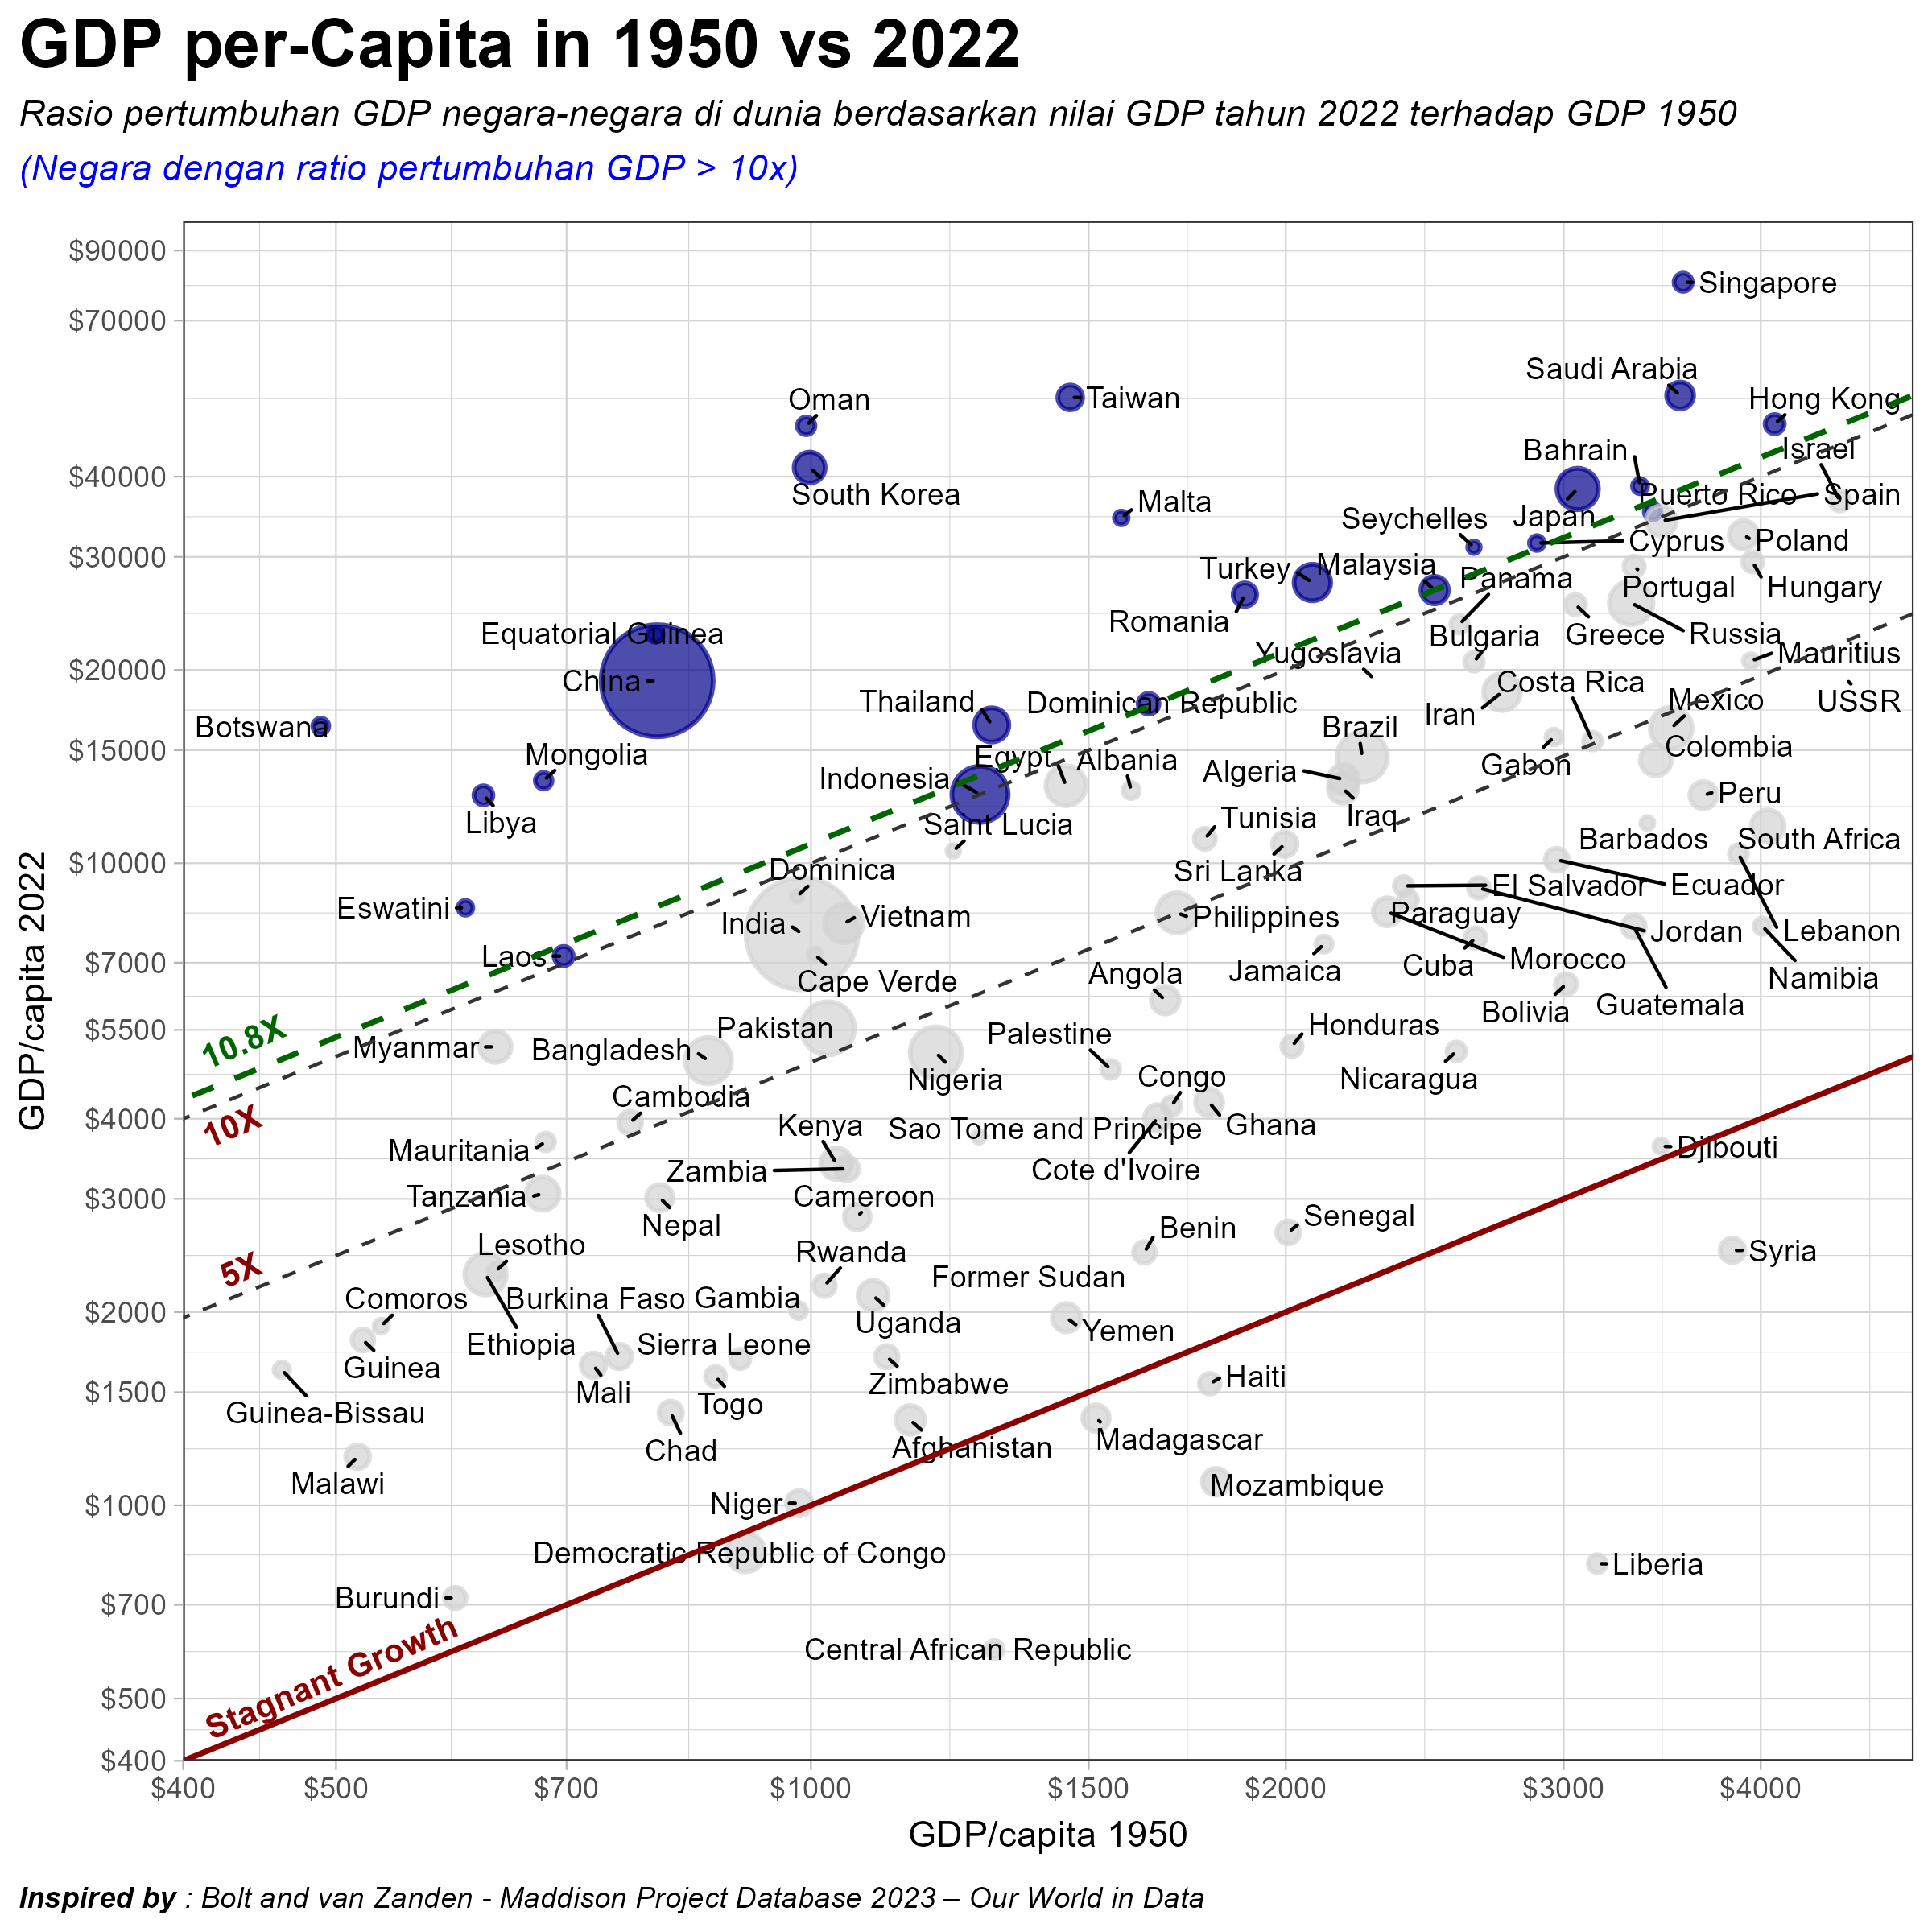 GDP per-Capita in 1950 vs 2022
Rasio pertumbuhan GDP negara-negara di dunia berdasarkan nilai GDP tahun 2022 terhadap GDP 1950
(Negara dengan ratio pertumbuhan GDP > 10x)
$90000
Singapore
$70000
Saudi Arabia
Oman
Taiwan
Hong Kong
Israel
Bahrain
$40000
South Korea
Malta
Puerto Rico
Spain
Seychelles
Japan
Cyprus
Poland
$30000
Turkey
Malaysia
Panama
Portugal
Hungary
Romania
Equatorial Guinea
Bulgaria
Greece
Russia
Yugoslavia
Mauritius
$20000
China
Costa Rica
Thailand
Dominican Republic
Mexico
USSR
Botswana
Brazil
Iran
$15000
Mongolia
Egypt
Albania
Colombia
Indonesia
Algeria
Gabon
Peru
Libya
Saint Lucia
Tunisia
Iraq
Barbados
South Africa
$10000
Dominica
Sri Lanka
El Salvador
Ecuador
Eswatini
India
Vietnam
Philippines
Paraguay
Jordan
Lebanon
Laos
$7000
Cape Verde
Angola
Jamaica
Cuba
Morocco
Namibia
Guatemala
Bolivia
10.8X
$5500
Pakistan
Palestine
Honduras
Myanmar
Bangladesh
Nigeria
Congo
Nicaragua
Cambodia
10X
$4000
Kenya
Sao Tome and Principe
Ghana
Mauritania
Djibouti
Zambia
Cote d'Ivoire
$3000
Tanzania
Cameroon
Nepal
Benin
Senegal
Lesotho
Rwanda
Syria
5X
Former Sudan
Comoros
Burkina Faso
Gambia
$2000
Uganda
Yemen
Ethiopia
Sierra Leone
Guinea
Haiti
Zimbabwe
$1500
Mali
Togo
Guinea-Bissau
Chad
Afghanistan
Madagascar
Malawi
Mozambique
$1000
Niger
Democratic Republic of Congo
Liberia
$700
Burundi
Stagnant Growth
Central African Republic
$500
$400
GDP/capita 2022
$400 $500 $700 $1000 $1500 $2000 $3000 $4000
GDP/capita 1950
Inspired by : Bolt and van Zanden - Maddison Project Database 2023 – Our World in Data